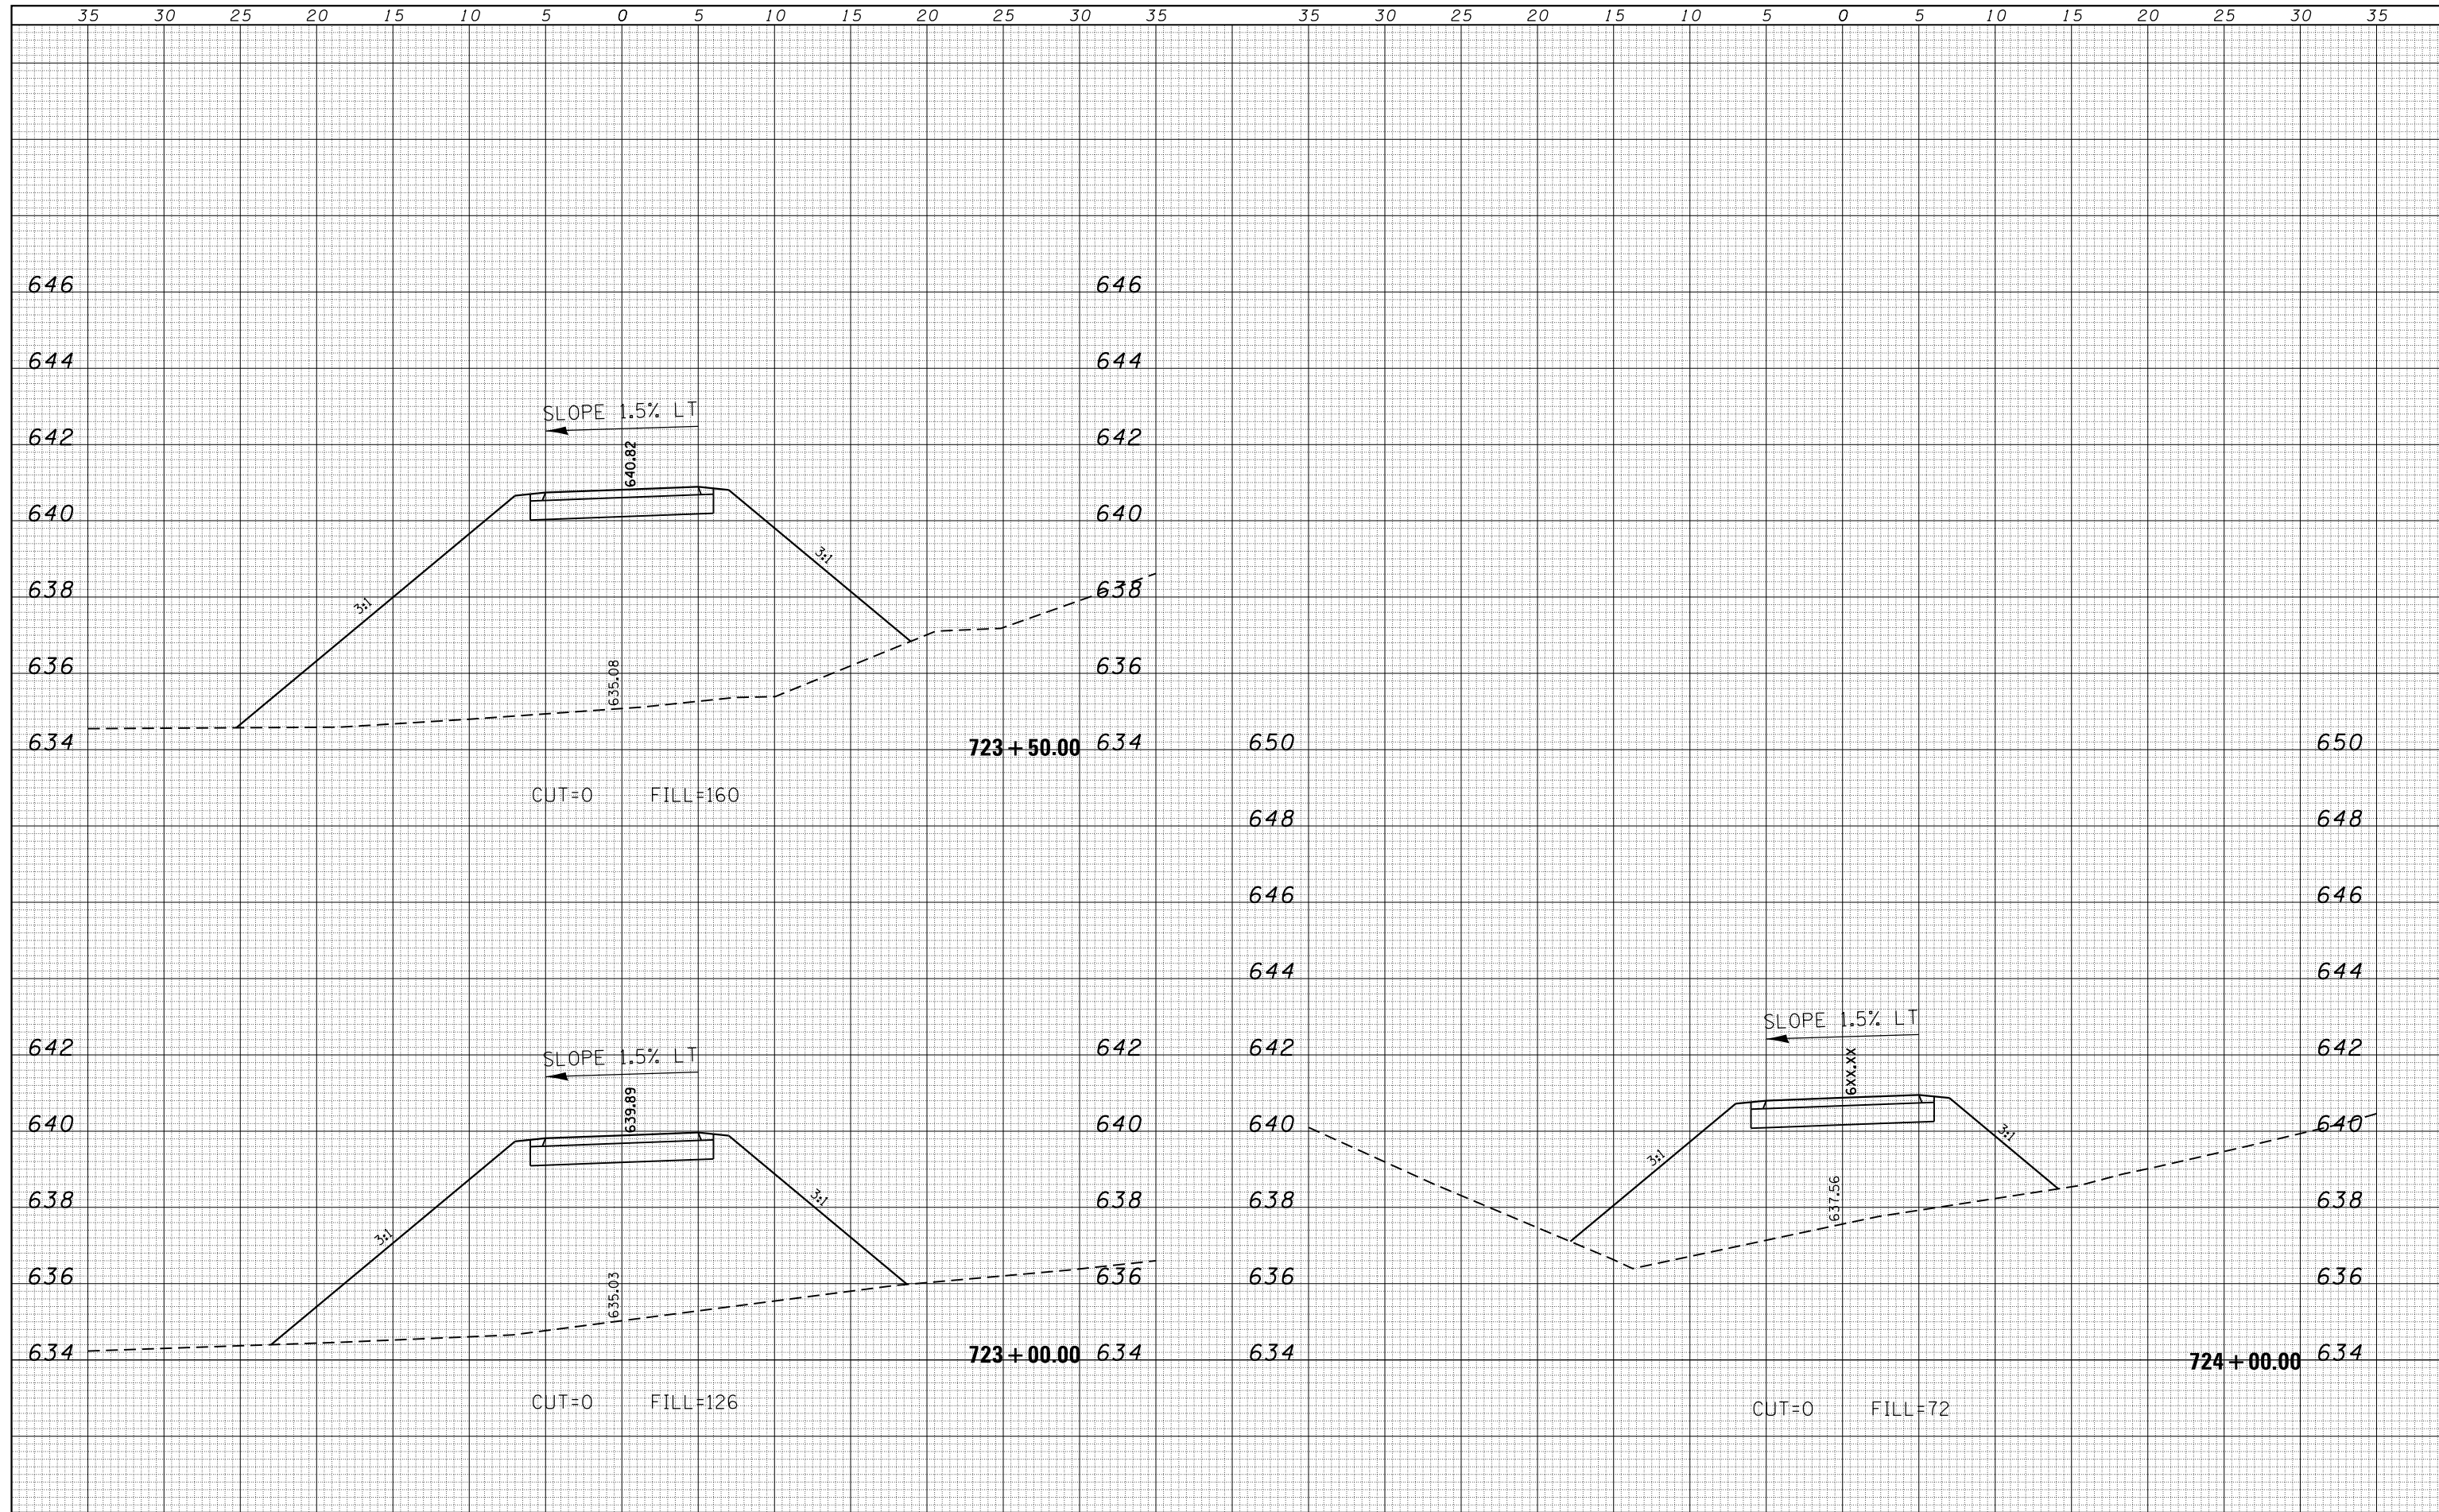 35 30 25 20 15 10 5 0 5 10 15 20 25 30 35 35 30 25 20 15 10 5 0 5 10 15 20 25 30 35
646 646
644 644
SLOPE 1.5% LT
642 642
640.82
640 640
3:1
638 638
3:1
636 636
635.08
634 723+50.00 634 650 650
CUT=0 FILL=160
648 648
646 646
644 644
SLOPE 1.5% LT
642 642 642 642
SLOPE 1.5% LT
6XX.XX
639.89
640 640 640 640
3:1
3:1
638 638 638 638
3:1
637.56
3:1
636 636 636 636
635.03
634 723+00.00 634 634 724+00.00 634
CUT=0 FILL=126
CUT=0 FILL=72